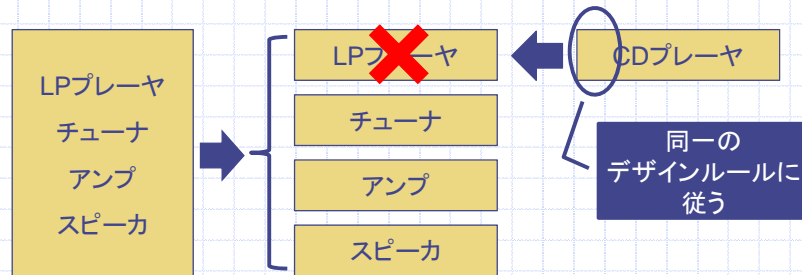 LPプレーヤ
チューナ
アンプ
スピーカ
LPプレーヤ
チューナ
アンプ
スピーカ
CDプレーヤ
同一の
デザインルールに
従う